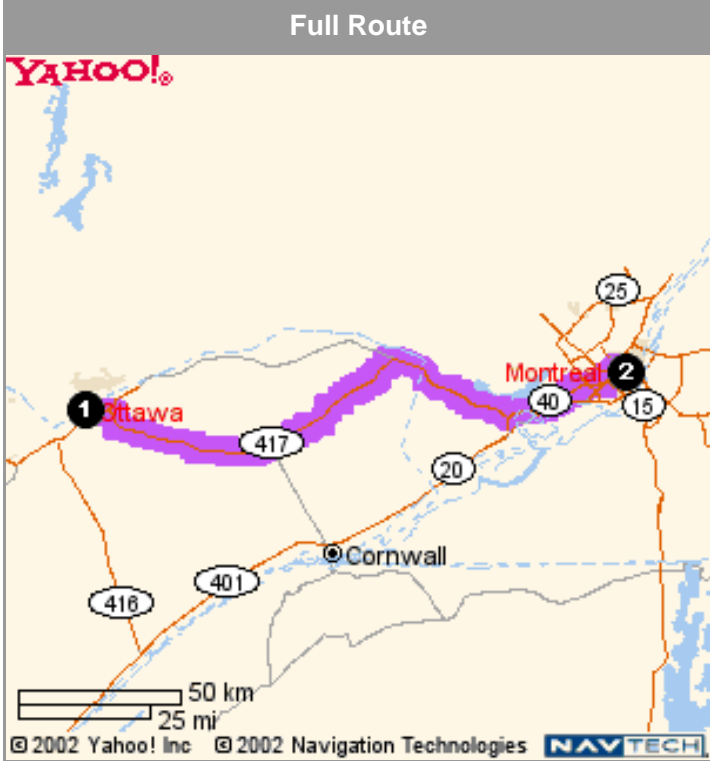 Full Route
YAHOO!®
25
Montreal 2
1 Ottawa
40
15
417
20
Cornwall
401
416
50 km
25 mi
© 2002 Yahoo! Inc © 2002 Navigation Technologies NAVTECH